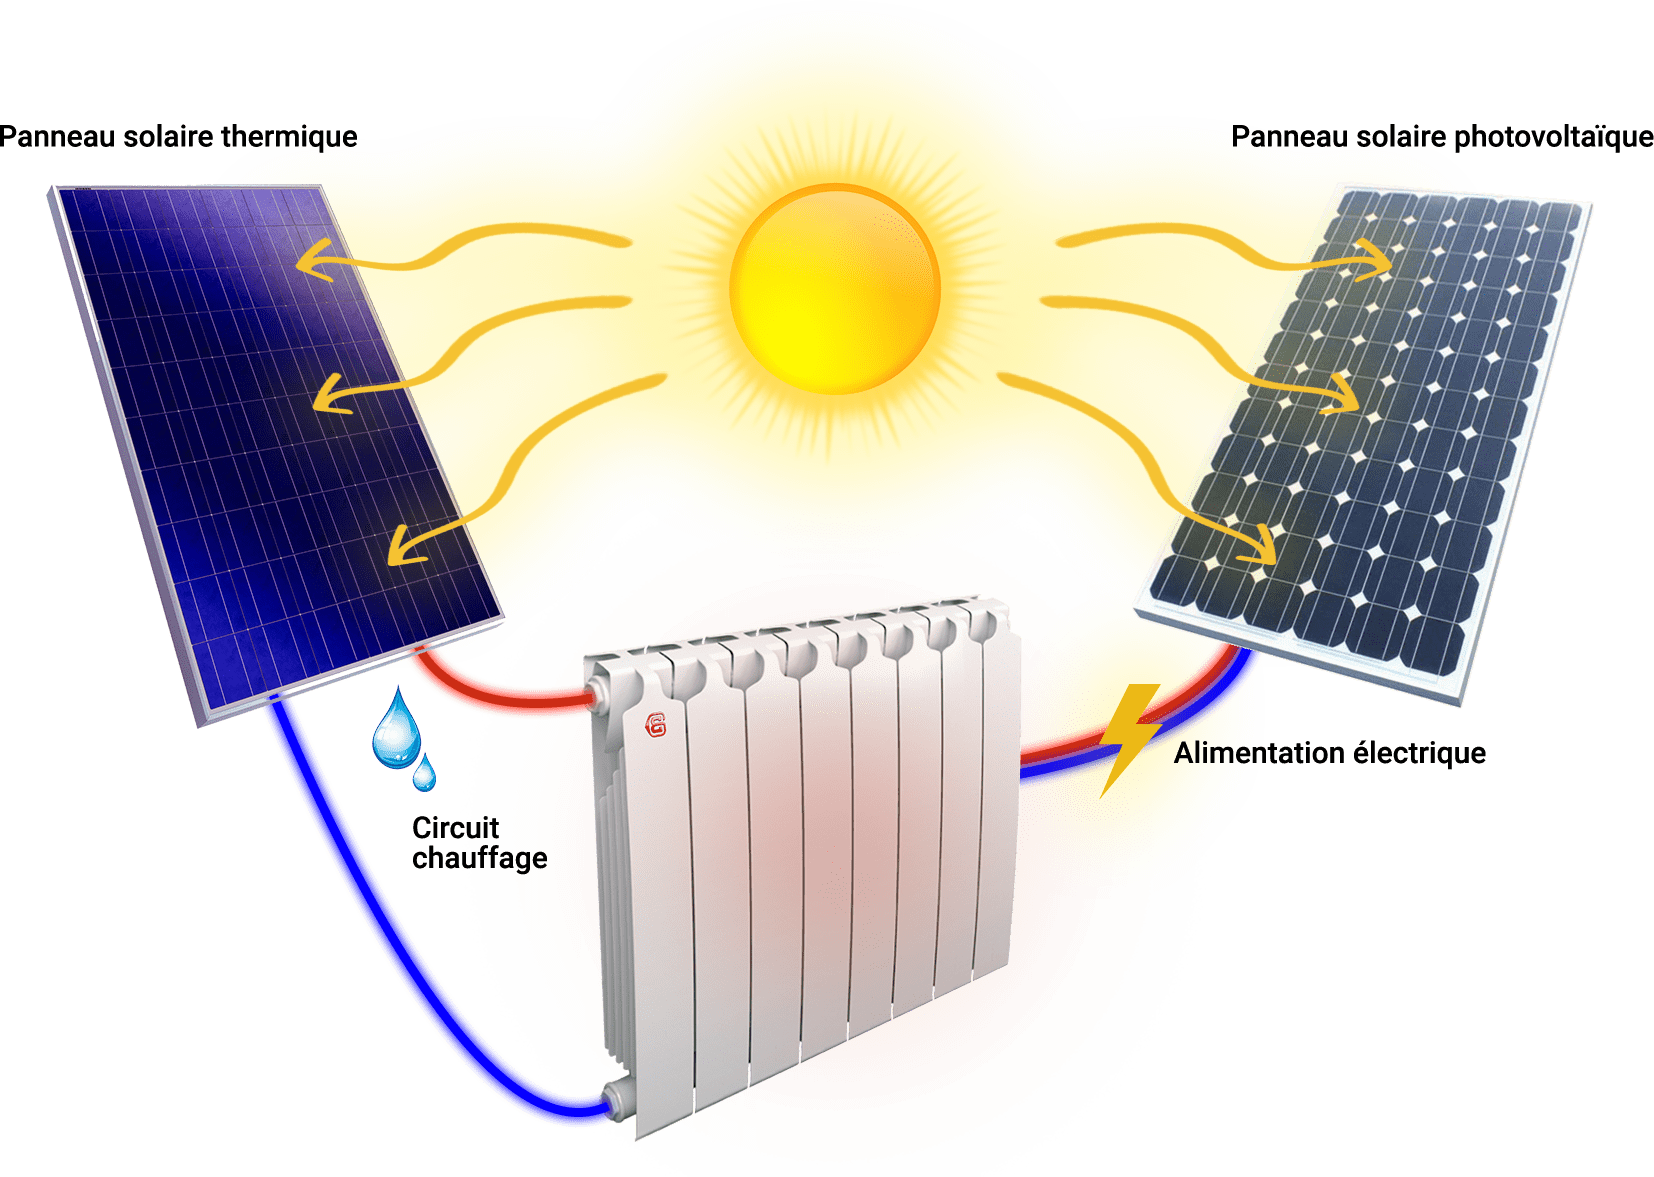 Panneau solaire thermique
Panneau solaire photovoltaïque
Alimentation électrique
Circuit
chauffage